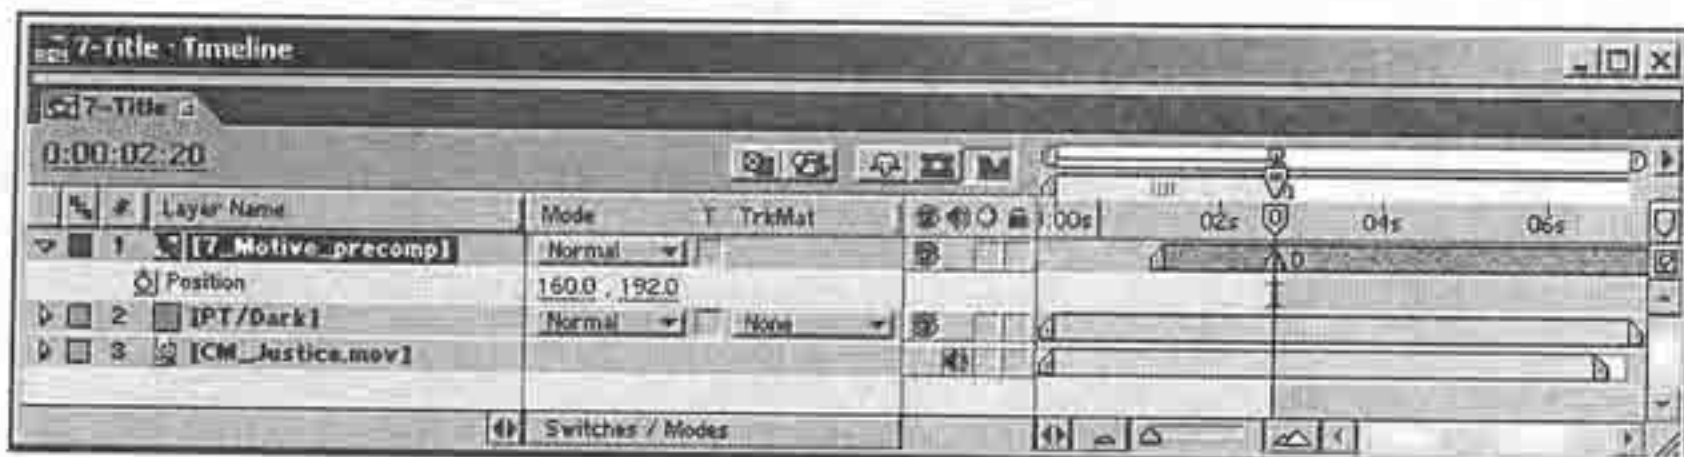 7-Title • Timeline
7-Title
0:00:02:20
# Layer Name Mode T TrkMat :00s 02s 04s 06s
1 [7_Motive_precomp] Normal
Position 160.0 , 192.0
2 [PT/Dark] Normal None
3 [CM_Justice.mov]
Switches / Modes